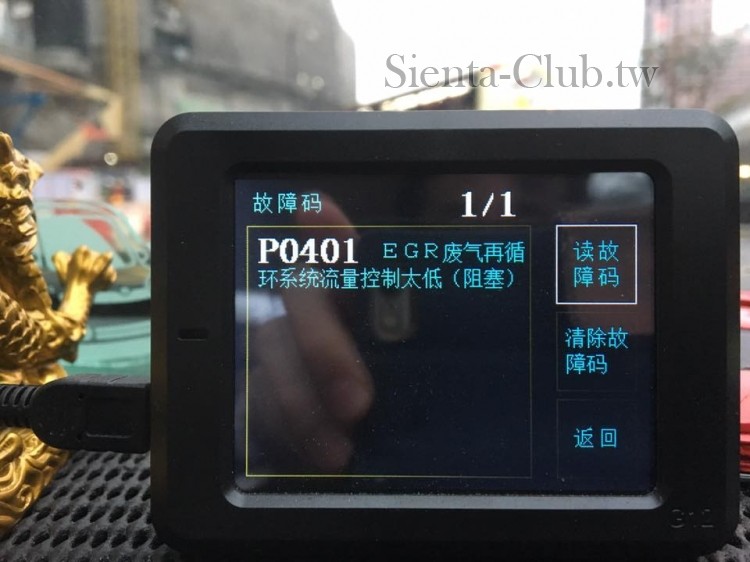 Sienta-Club.tw
故障码 1/1
P0401 EGR废气再循
环系统流量控制太低（阻塞）
读故
障码
清除故
障码
返回